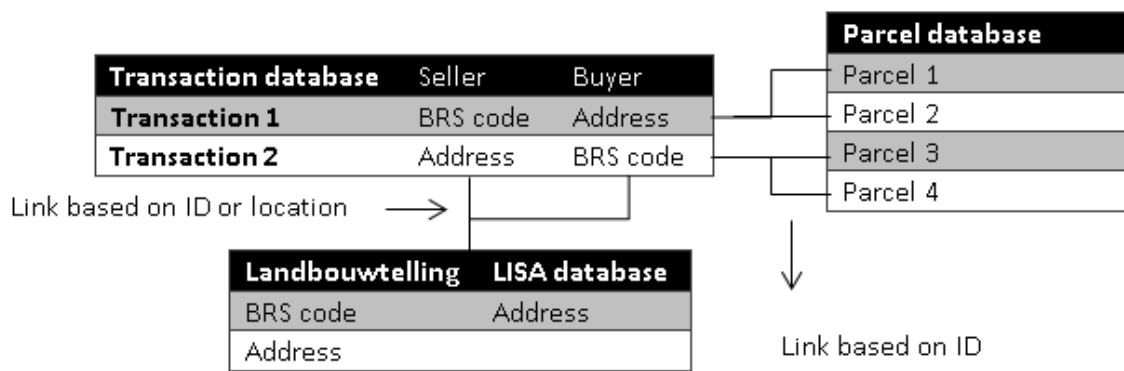 Parcel database
Transaction database Seller Buyer
Parcel 1
Transaction 1 BRS code Address
Parcel 2
Transaction 2 Address BRS code
Parcel 3
Parcel 4
Link based on ID or location
Landbouwtelling LISA database
BRS code Address
Address
Link based on ID